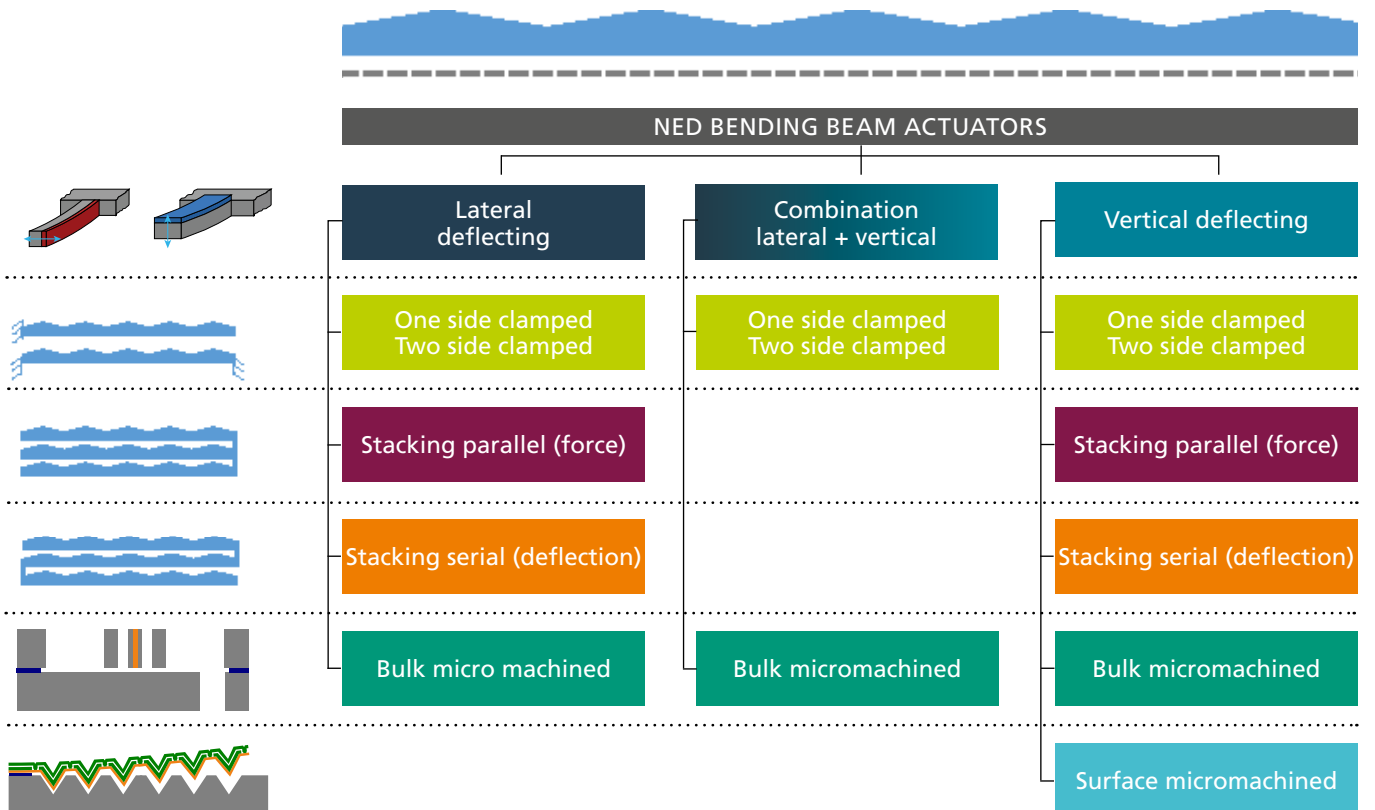 NED BENDING BEAM ACTUATORS
Lateral
deflecting
Combination
lateral + vertical
Vertical deflecting
One side clamped
Two side clamped
One side clamped
Two side clamped
One side clamped
Two side clamped
Stacking parallel (force)
Stacking parallel (force)
Stacking serial (deflection)
Stacking serial (deflection)
Bulk micro machined
Bulk micromachined
Bulk micromachined
Surface micromachined